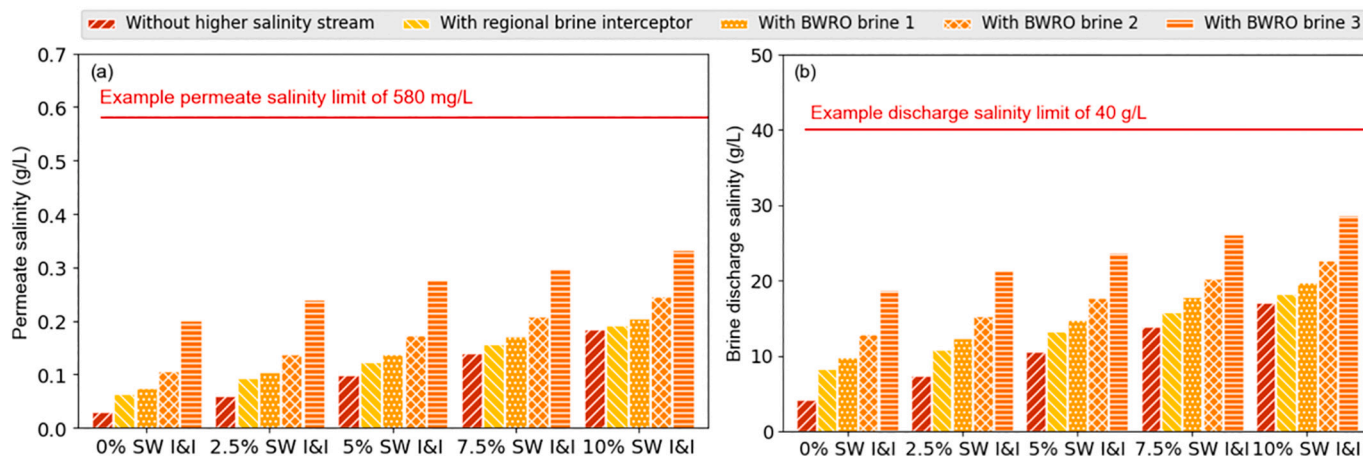 Without higher salinity stream With regional brine interceptor With BWRO brine 1 With BWRO brine 2 With BWRO brine 3
(a)
Example permeate salinity limit of 580 mg/L
Permeate salinity (g/L)
0.7
0.6
0.5
0.4
0.3
0.2
0.1
0.0
0% SW I&I 2.5% SW I&I 5% SW I&I 7.5% SW I&I 10% SW I&I
(b)
Example discharge salinity limit of 40 g/L
Brine discharge salinity (g/L)
50
40
30
20
10
0
0% SW I&I 2.5% SW I&I 5% SW I&I 7.5% SW I&I 10% SW I&I